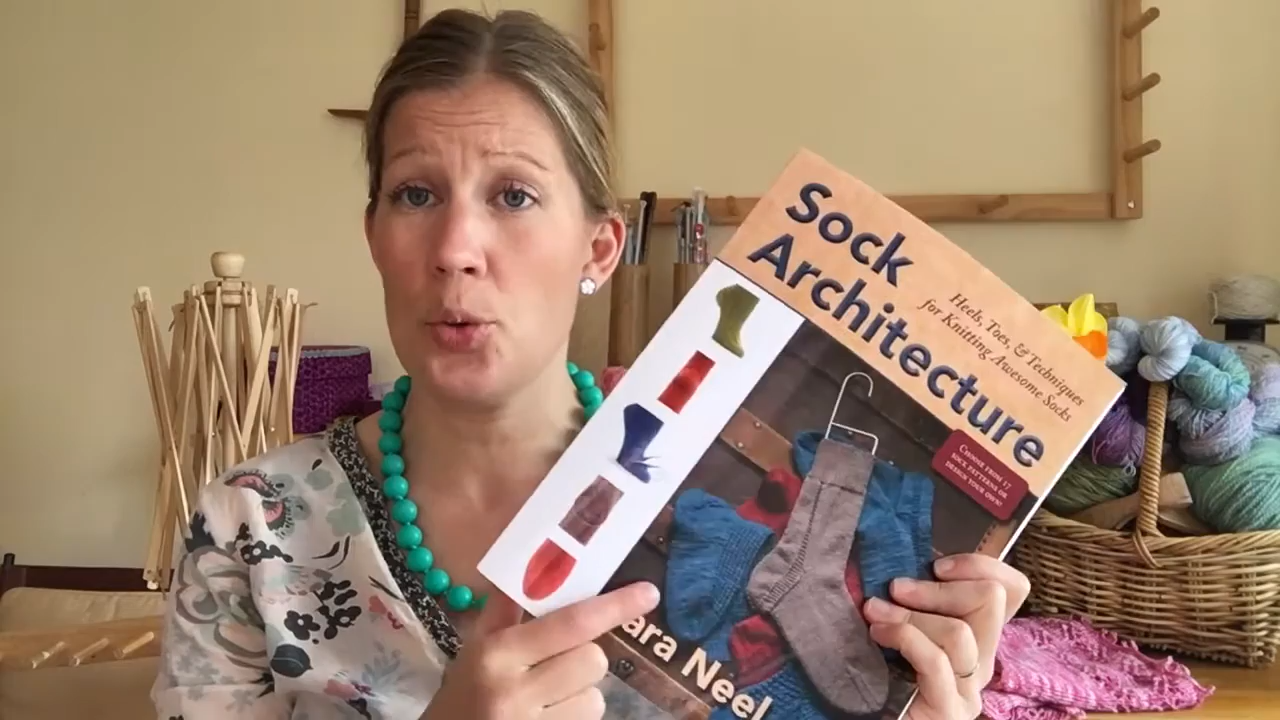 Sock
Architecture
Heels, Toes, & Techniques
for Knitting Awesome Socks
Choose from 17
sock patterns or
design your own!
ara Neel